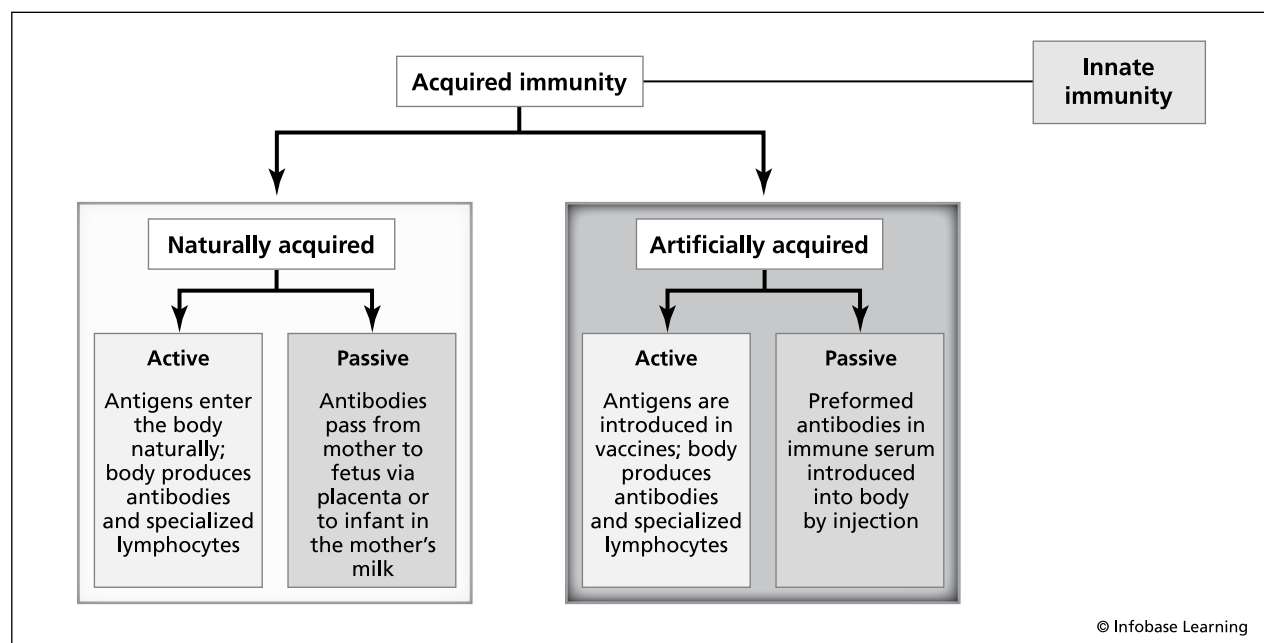 Acquired immunity
Innate
immunity
Naturally acquired
Artificially acquired
Active
Antigens enter
the body
naturally;
body produces
antibodies
and specialized
lymphocytes
Passive
Antibodies
pass from
mother to
fetus via
placenta or
to infant in
the mother’s
milk
Active
Antigens are
introduced in
vaccines; body
produces
antibodies
and specialized
lymphocytes
Passive
Preformed
antibodies in
immune serum
introduced
into body
by injection
© Infobase Learning